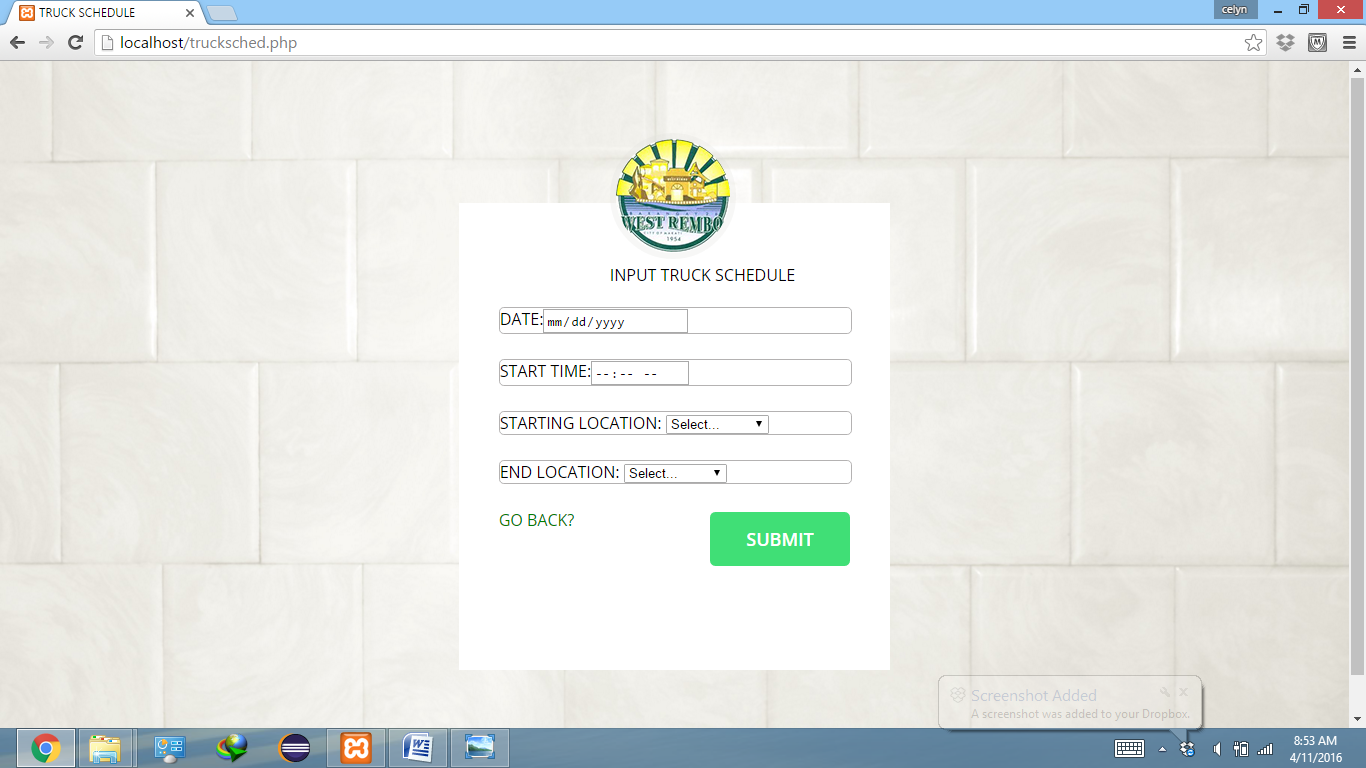 TRUCK SCHEDULE
celyn
localhost/trucksched.php
WEST REMBO
1954
INPUT TRUCK SCHEDULE
DATE: mm/dd/yyyy
START TIME: --:-- --
STARTING LOCATION: Select...
END LOCATION: Select...
GO BACK?
SUBMIT
Screenshot Added
A screenshot was added to your Dropbox.
8:53 AM
4/11/2016